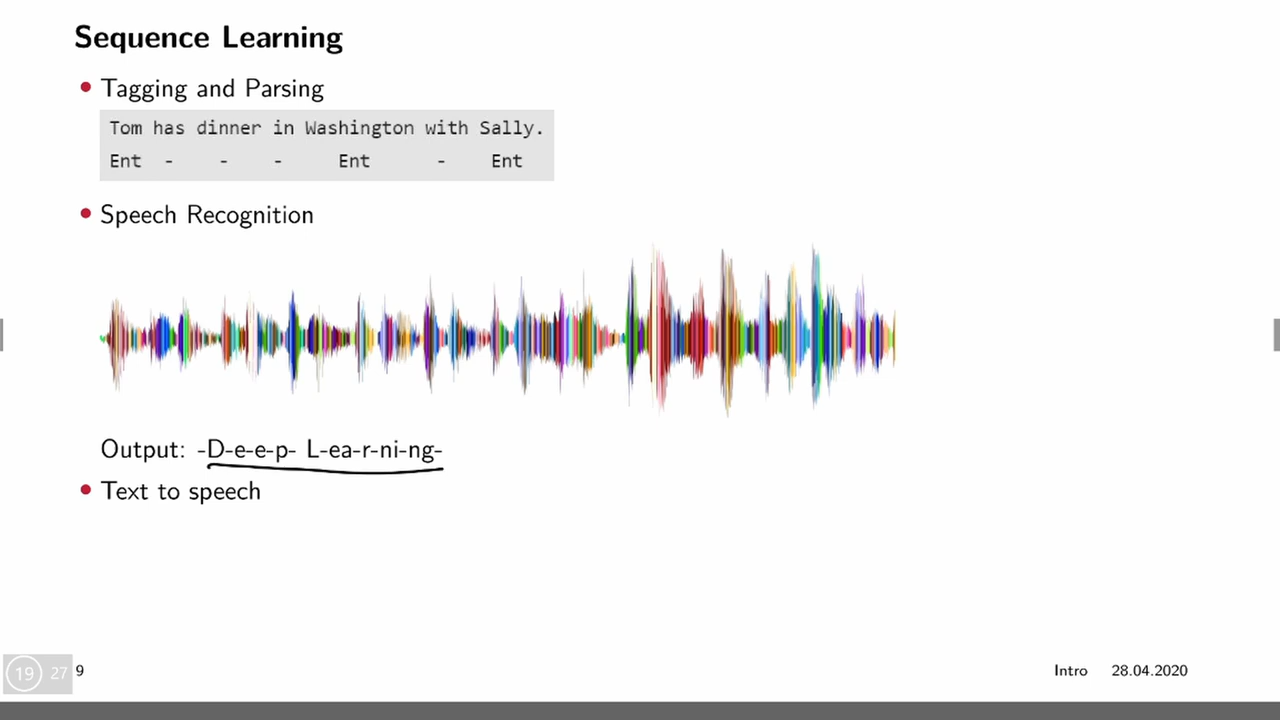 Sequence Learning
• Tagging and Parsing
Tom has dinner in Washington with Sally.
Ent - - - Ent - Ent
• Speech Recognition
Output: -D-e-e-p- L-ea-r-ni-ng-
• Text to speech
19 27 9 Intro 28.04.2020